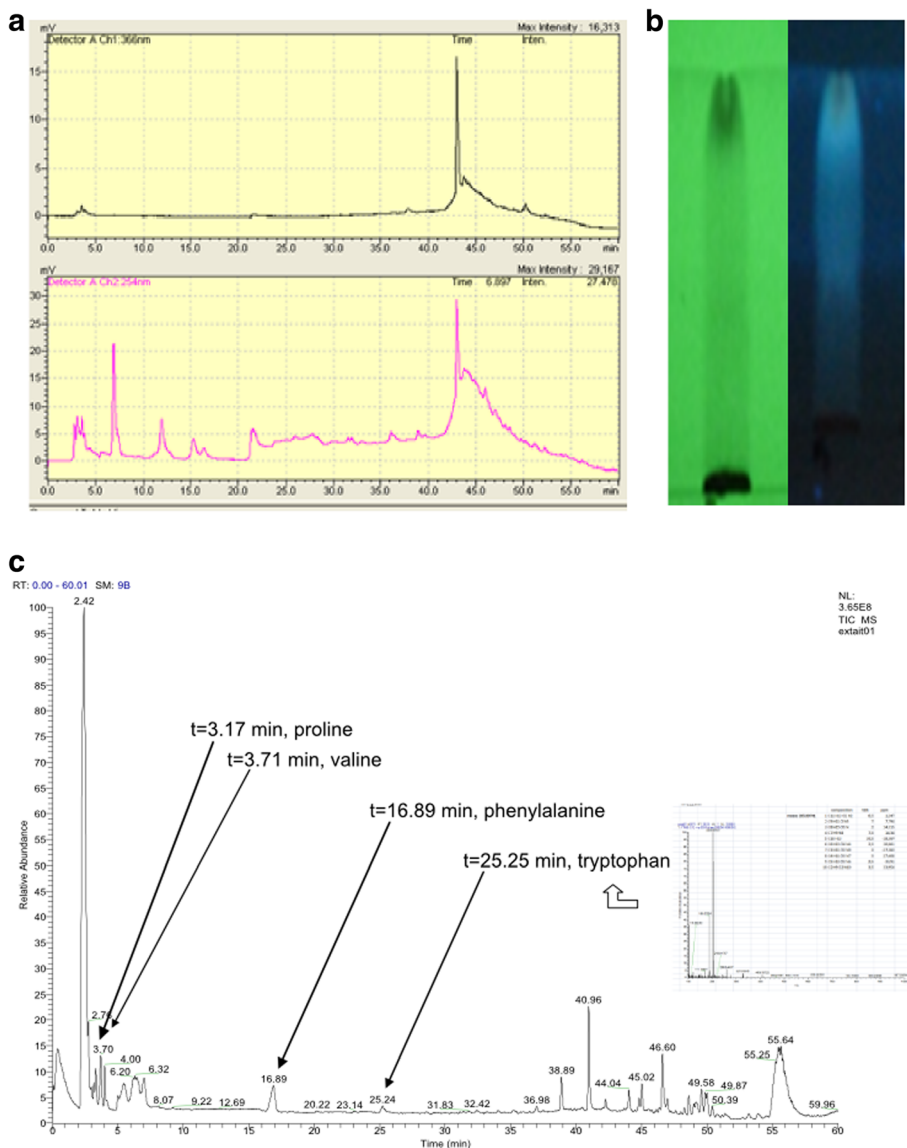 a
mV
Max Intensity : 16,313
Detector A Ch1:366nm
Time
Inten.
15
10
5
0
0.0 5.0 10.0 15.0 20.0 25.0 30.0 35.0 40.0 45.0 50.0 55.0 min
mV
Max Intensity : 29,167
Detector A Ch2:254nm
Time 6.897 Inten. 27.478
30
25
20
15
10
5
0
0.0 5.0 10.0 15.0 20.0 25.0 30.0 35.0 40.0 45.0 50.0 55.0 min
b
c
RT: 0.00 - 60.01 SM: 9B
NL:
3.65E8
TIC MS
extait01
2.42
t=3.17 min, proline
t=3.71 min, valine
t=16.89 min, phenylalanine
t=25.25 min, tryptophan
Relative Abundance
100
95
90
85
80
75
70
65
60
55
50
45
40
35
30
25
20
15
10
5
0
3.70
4.00
6.20
6.32
8.07
9.22
12.69
16.89
20.22
23.14
25.24
31.83
32.42
36.98
38.89
40.96
44.04
45.02
46.60
49.58
49.87
50.39
55.25
55.64
59.96
0 5 10 15 20 25 30 35 40 45 50 55 60
Time (min)